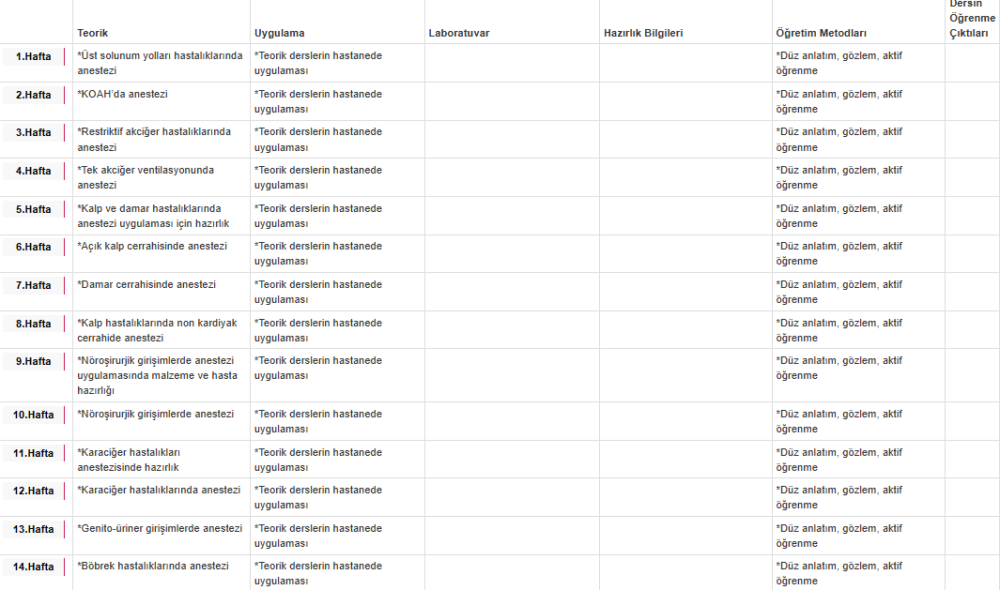 Dersin
Öğrenme
Teorik Uygulama Laboratuvar Hazırlık Bilgileri Öğretim Metodları Çıktıları
1.Hafta *Üst solunum yolları hastalıklarında *Teorik derslerin hastanede *Düz anlatım, gözlem, aktif
anestezi uygulaması öğrenme
2.Hafta *KOAH'da anestezi *Teorik derslerin hastanede *Düz anlatım, gözlem, aktif
uygulaması öğrenme
3.Hafta *Restriktif akciğer hastalıklarında *Teorik derslerin hastanede *Düz anlatım, gözlem, aktif
anestezi uygulaması öğrenme
4.Hafta *Tek akciğer ventilasyonunda *Teorik derslerin hastanede *Düz anlatım, gözlem, aktif
anestezi uygulaması öğrenme
5.Hafta *Kalp ve damar hastalıklarında *Teorik derslerin hastanede *Düz anlatım, gözlem, aktif
anestezi uygulaması için hazırlık uygulaması öğrenme
6.Hafta *Açık kalp cerrahisinde anestezi *Teorik derslerin hastanede *Düz anlatım, gözlem, aktif
uygulaması öğrenme
7.Hafta *Damar cerrahisinde anestezi *Teorik derslerin hastanede *Düz anlatım, gözlem, aktif
uygulaması öğrenme
8.Hafta *Kalp hastalıklarında non kardiyak *Teorik derslerin hastanede *Düz anlatım, gözlem, aktif
cerrahide anestezi uygulaması öğrenme
9.Hafta *Nöroşirurjik girişimlerde anestezi *Teorik derslerin hastanede *Düz anlatım, gözlem, aktif
uygulamasında malzeme ve hasta uygulaması öğrenme
hazırlığı
10.Hafta *Nöroşirurjik girişimlerde anestezi *Teorik derslerin hastanede *Düz anlatım, gözlem, aktif
uygulaması öğrenme
11.Hafta *Karaciğer hastalıkları *Teorik derslerin hastanede *Düz anlatım, gözlem, aktif
anestezisinde hazırlık uygulaması öğrenme
12.Hafta *Karaciğer hastalıklarında anestezi *Teorik derslerin hastanede *Düz anlatım, gözlem, aktif
uygulaması öğrenme
13.Hafta *Genito-üriner girişimlerde anestezi *Teorik derslerin hastanede *Düz anlatım, gözlem, aktif
uygulaması öğrenme
14.Hafta *Böbrek hastalıklarında anestezi *Teorik derslerin hastanede *Düz anlatım, gözlem, aktif
uygulaması öğrenme